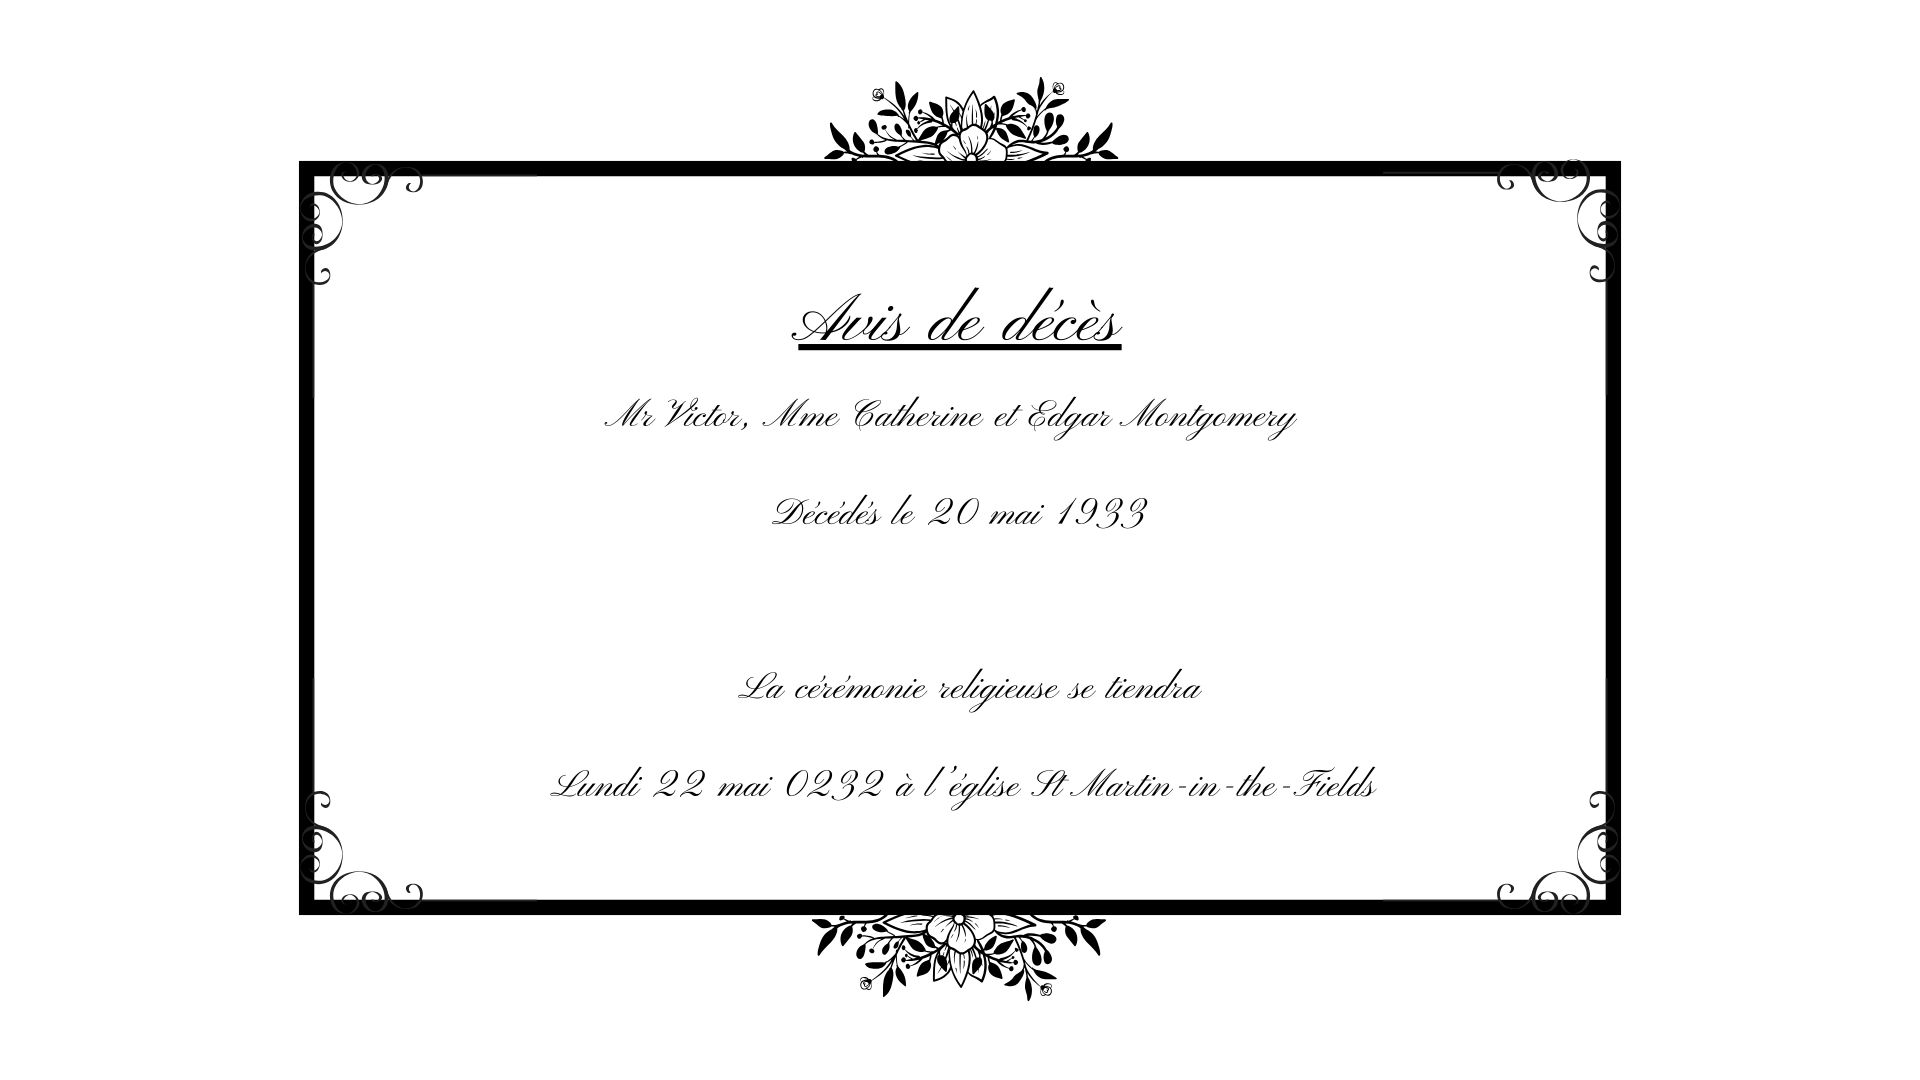 Avis de décès
Mr Victor, Mme Catherine et Edgar Montgomery
Décédés le 20 mai 1933
La cérémonie religieuse se tiendra
Lundi 22 mai 0232 à l'église St Martin-in-the-Fields